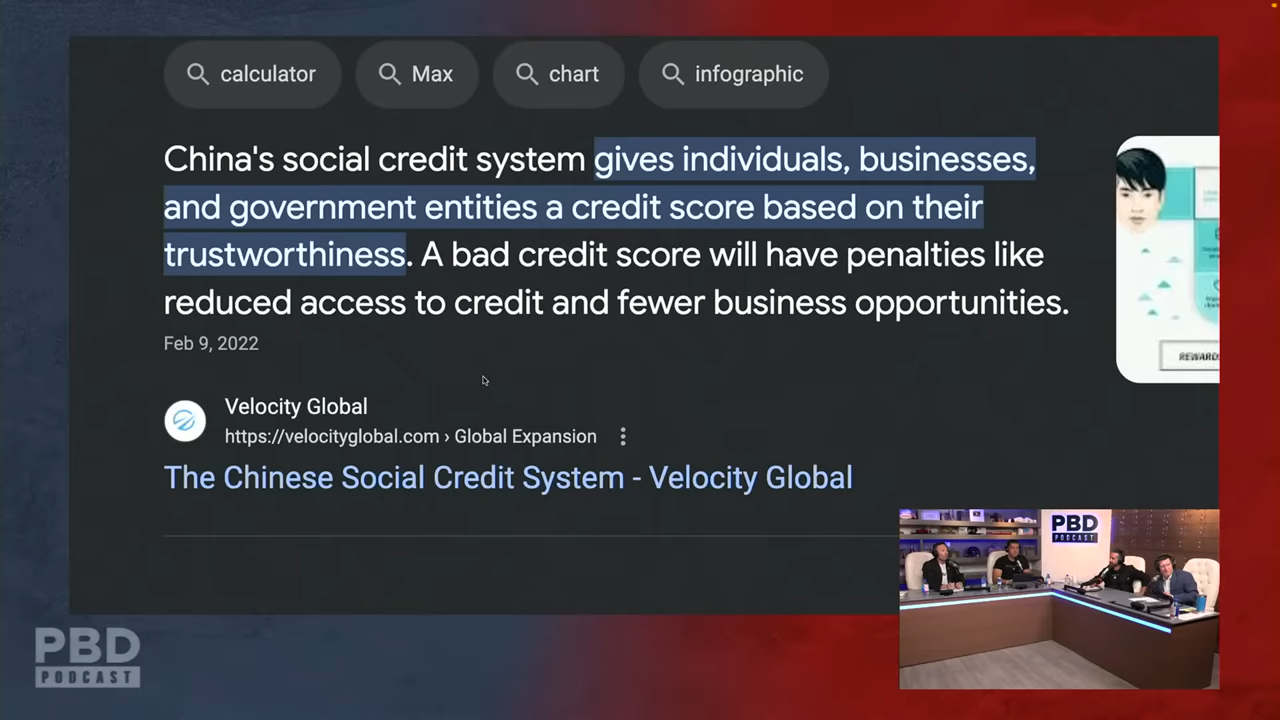 calculator
Max
chart
infographic
China's social credit system gives individuals, businesses,
and government entities a credit score based on their
trustworthiness. A bad credit score will have penalties like
reduced access to credit and fewer business opportunities.
Feb 9, 2022
REWARD
Velocity Global
https://velocityglobal.com › Global Expansion
The Chinese Social Credit System - Velocity Global
PBD
PODCAST
PBD
PODCAST